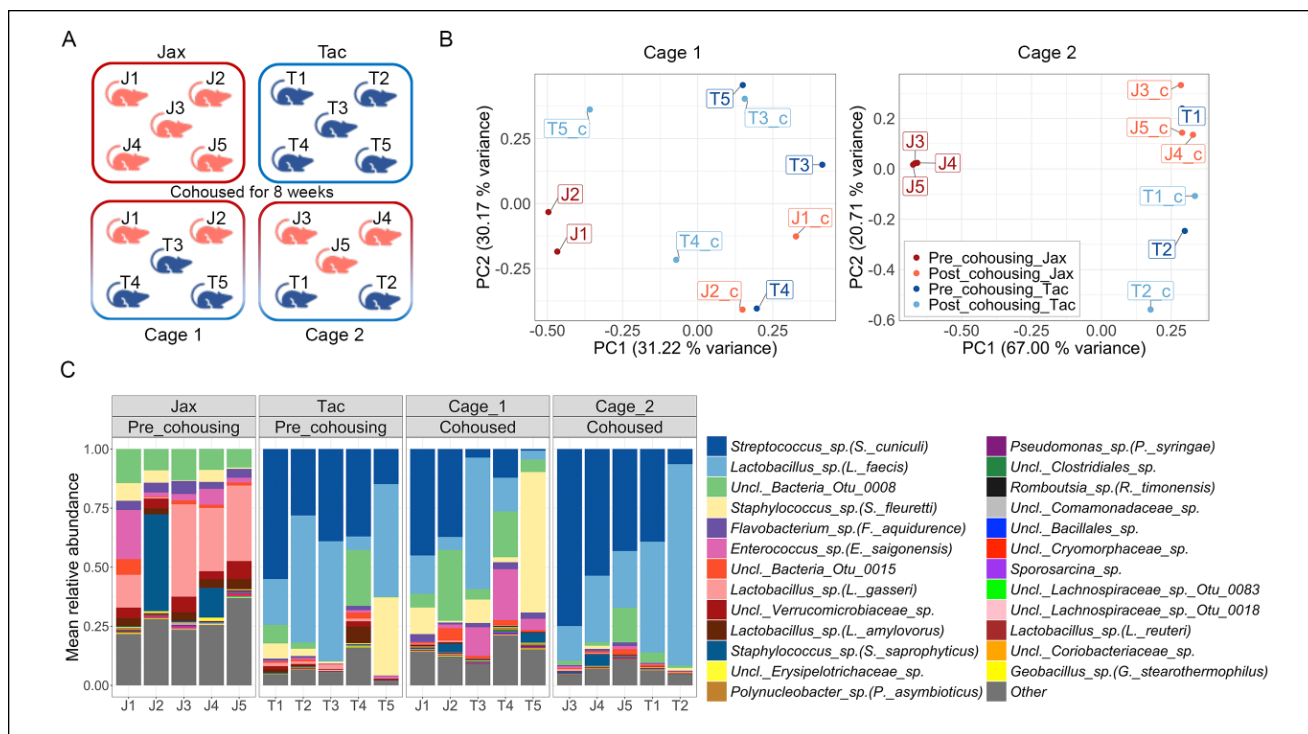 A
Jax
Tac
J1
J2
J3
J4
J5
T1
T2
T3
T4
T5
Cohoused for 8 weeks
J1
J2
T3
T4
T5
J3
J4
J5
T1
T2
Cage 1
Cage 2
B
Cage 1
PC2 (30.17 % variance)
0.25
0.00
-0.25
-0.50
-0.25
0.00
0.25
PC1 (31.22 % variance)
T5
T3_c
T5_c
T3
J2
J1
J1_c
T4_c
J2_c
T4
Cage 2
PC2 (20.71 % variance)
0.2
0.0
-0.2
-0.4
-0.6
-0.50
-0.25
0.00
0.25
PC1 (67.00 % variance)
J3_c
T1
J5_c
J4_c
J3
J4
J5
T1_c
T2
T2_c
Pre_cohousing_Jax
Post_cohousing_Jax
Pre_cohousing_Tac
Post_cohousing_Tac
C
Jax
Tac
Cage_1
Cage_2
Pre_cohousing
Pre_cohousing
Cohoused
Cohoused
Mean relative abundance
1.00
0.75
0.50
0.25
0.00
J1 J2 J3 J4 J5
T1 T2 T3 T4 T5
J1 J2 T3 T4 T5
J3 J4 J5 T1 T2
Streptococcus_sp.(S._cuniculi)
Lactobacillus_sp.(L._faecis)
Uncl._Bacteria_Otu_0008
Staphylococcus_sp.(S._fleuretti)
Flavobacterium_sp.(F._aquidurence)
Enterococcus_sp.(E._saigonensis)
Uncl._Bacteria_Otu_0015
Lactobacillus_sp.(L._gasseri)
Uncl._Verrucomicrobiaceae_sp.
Lactobacillus_sp.(L._amylovorus)
Staphylococcus_sp.(S._saprophyticus)
Uncl._Erysipelotrichaceae_sp.
Polynucleobacter_sp.(P._asymbioticus)
Pseudomonas_sp.(P._syringae)
Uncl._Clostridiales_sp.
Romboutsia_sp.(R._timonensis)
Uncl._Comamonadaceae_sp.
Uncl._Bacillales_sp.
Uncl._Cryomorphaceae_sp.
Sporosarcina_sp.
Uncl._Lachnospiraceae_sp._Otu_0083
Uncl._Lachnospiraceae_sp._Otu_0018
Lactobacillus_sp.(L._reuteri)
Uncl._Coriobacteriaceae_sp.
Geobacillus_sp.(G._stearothermophilus)
Other